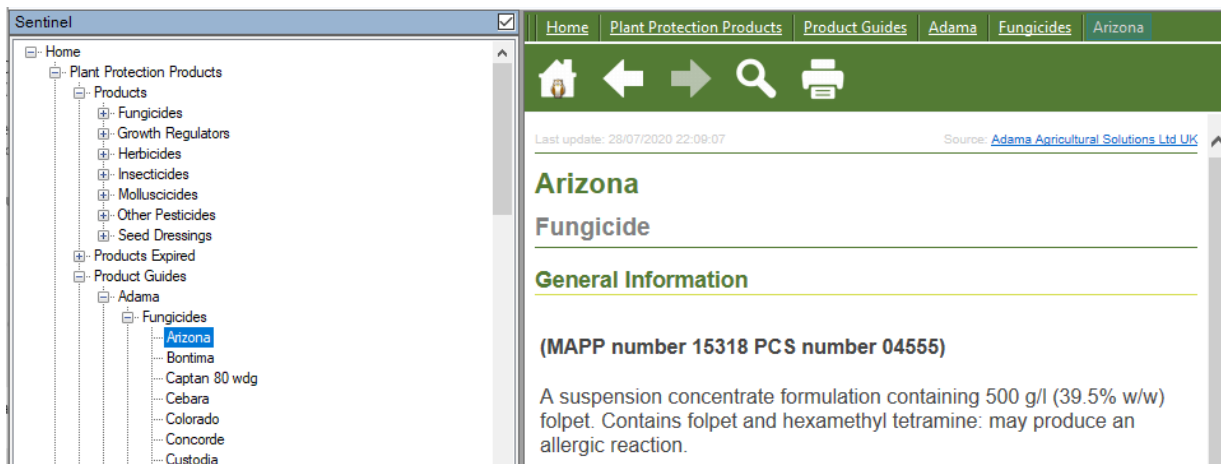 Sentinel
Home
Plant Protection Products
Products
Fungicides
Growth Regulators
Herbicides
Insecticides
Molluscicides
Other Pesticides
Seed Dressings
Products Expired
Product Guides
Adama
Fungicides
Arizona
Bontima
Captan 80 wdg
Cebara
Colorado
Concorde
Custodia
Home Plant Protection Products Product Guides Adama Fungicides Arizona
Last update: 28/07/2020 22:09:07 Source: Adama Agricultural Solutions Ltd UK
Arizona
Fungicide
General Information
(MAPP number 15318 PCS number 04555)
A suspension concentrate formulation containing 500 g/l (39.5% w/w)
folpet. Contains folpet and hexamethyl tetramine: may produce an
allergic reaction.